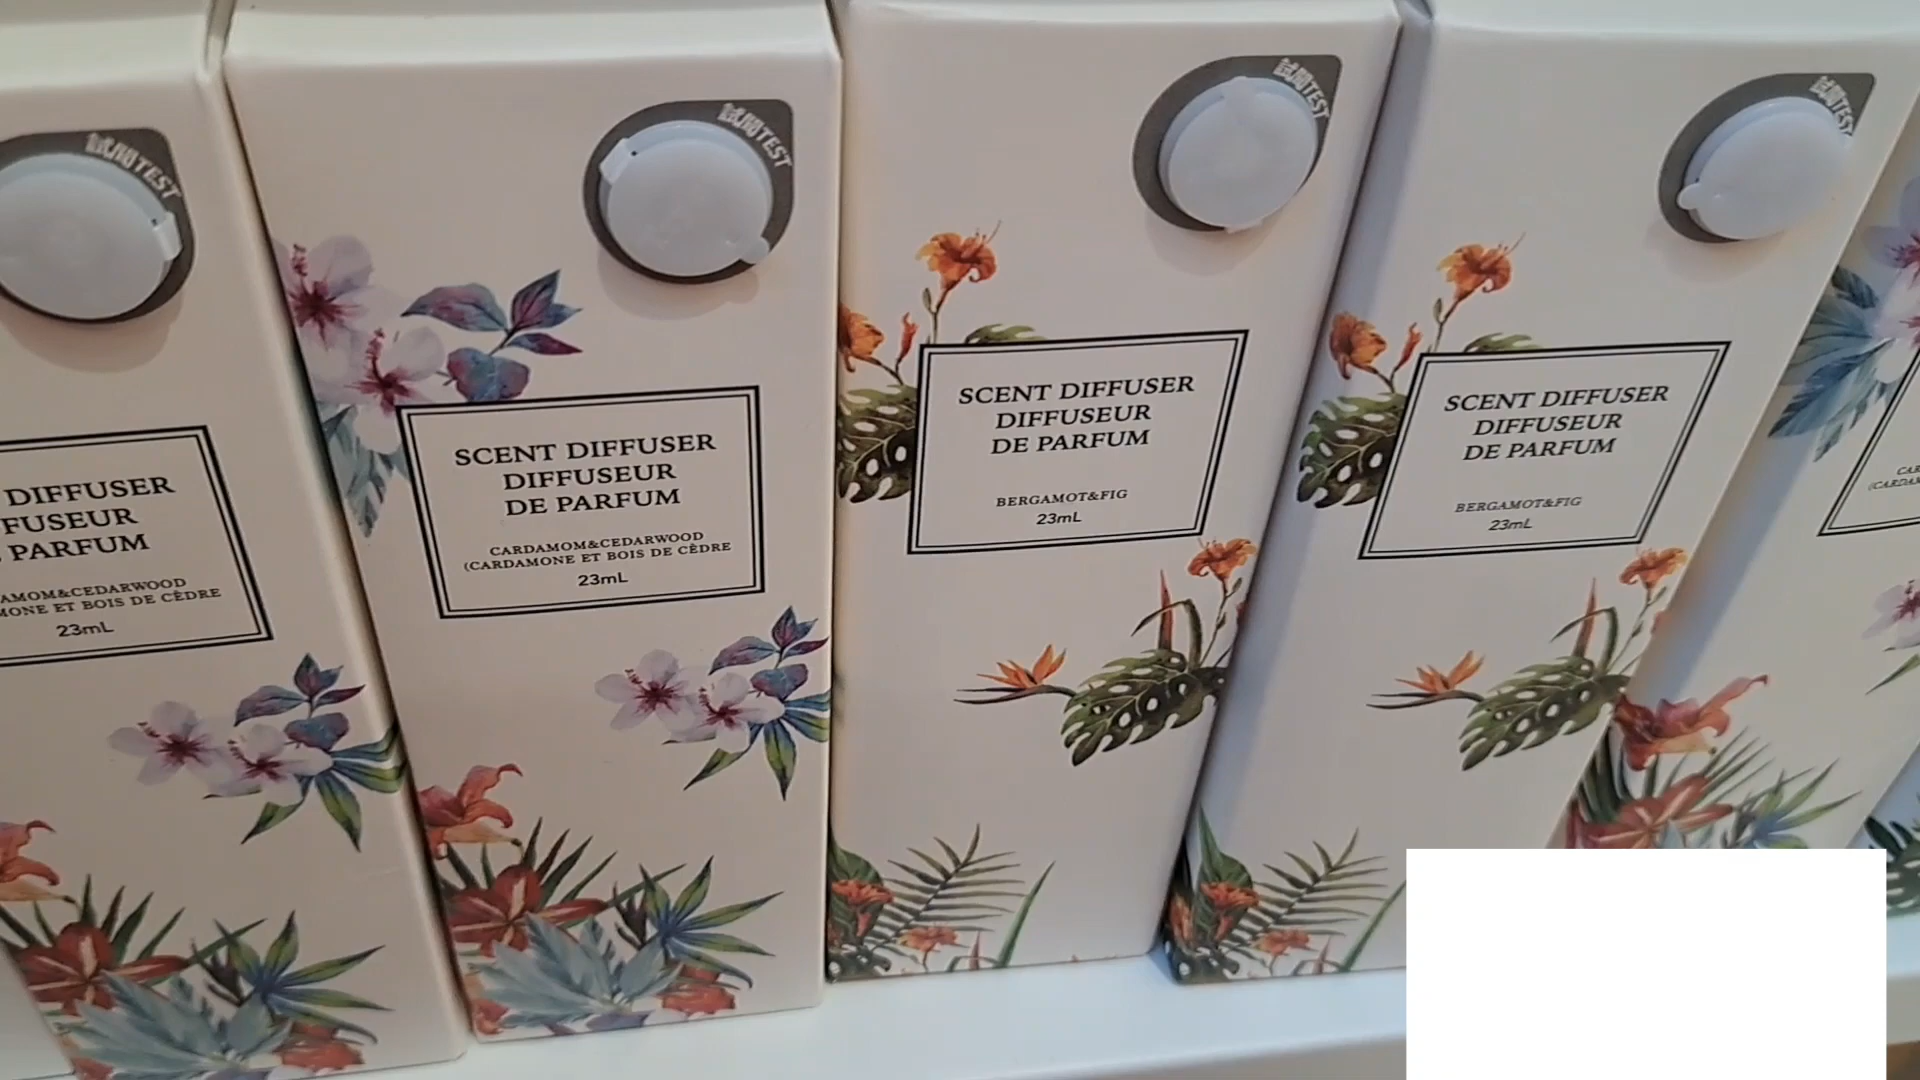 試聞TEST
DIFFUSER
FUSEUR
PARFUM
AMOM&CEDARWOOD
MONE ET BOIS DE CÈDRE
23mL
試聞TEST
SCENT DIFFUSER
DIFFUSEUR
DE PARFUM
CARDAMOM&CEDARWOOD
(CARDAMONE ET BOIS DE CÈDRE
23mL
試聞TEST
SCENT DIFFUSER
DIFFUSEUR
DE PARFUM
BERGAMOT&FIG
23mL
試聞TEST
SCENT DIFFUSER
DIFFUSEUR
DE PARFUM
BERGAMOT&FIG
23mL
CAR
(CARDAM